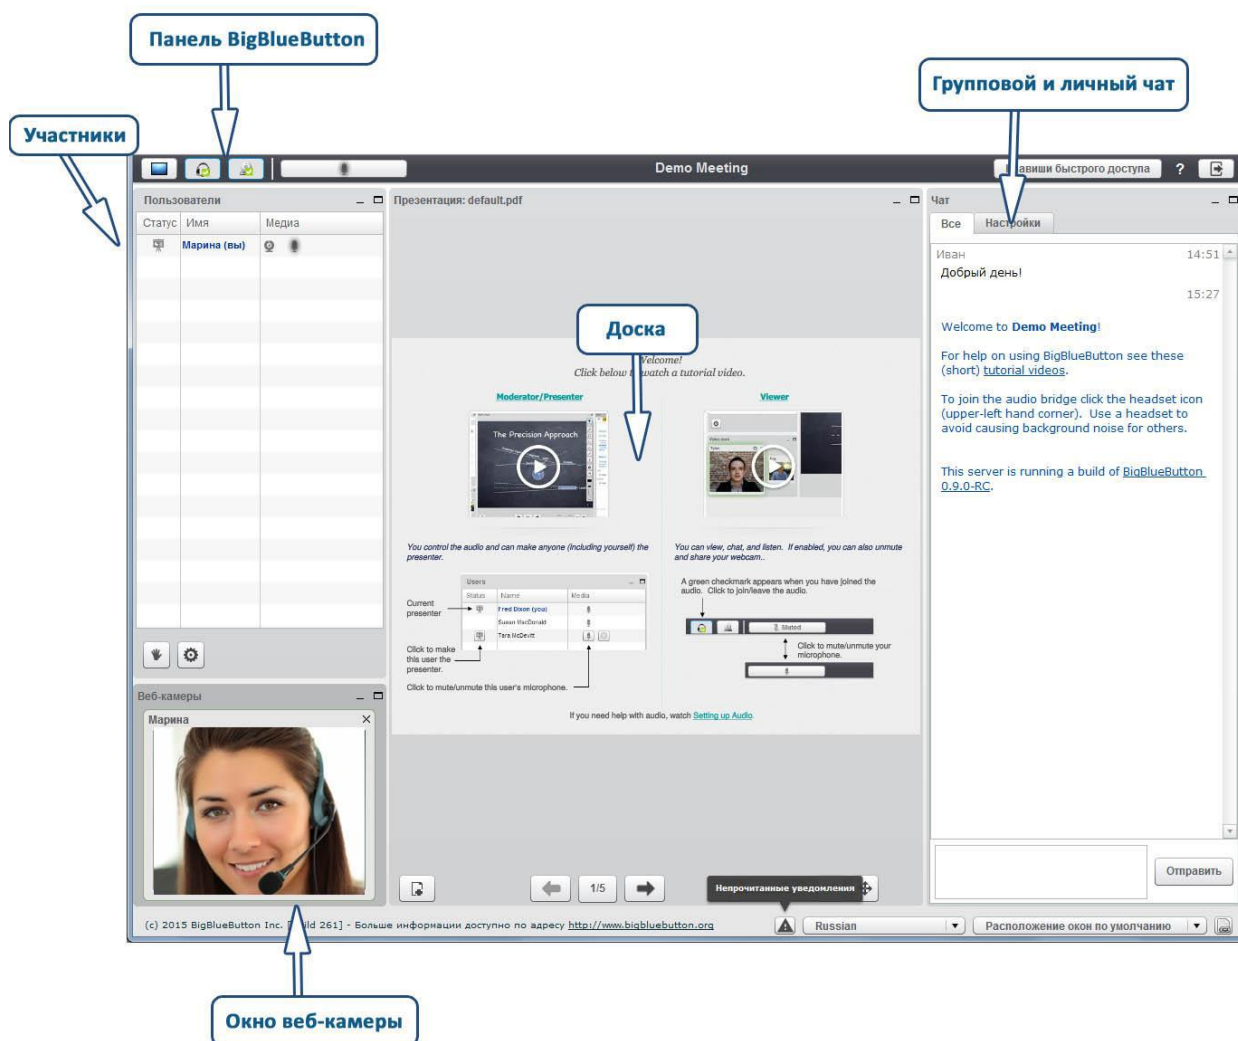 Панель BigBlueButton
Групповой и личный чат
Участники
Demo Meeting
виши быстрого доступа
?
Пользователи
Статус Имя Медиа
Марина (вы)
Презентация: default.pdf
Доска
Welcome!
Click below to watch a tutorial video.
Moderator/Presenter
Viewer
The Precision Approach
You control the audio and can make anyone (including yourself) the
presenter.
You can view, chat, and listen. If enabled, you can also unmute
and share your webcam..
Users
Status Name Media
Fred Dixon (you)
Susan MacDonald
Tara McDevitt
Current
presenter
Click to make
this user the
presenter.
Click to mute/unmute this user's microphone.
A green checkmark appears when you have joined the
audio. Click to join/leave the audio.
Muted
Click to mute/unmute your
microphone.
If you need help with audio, watch Setting up Audio.
1/5
Непрочитанные уведомления
Чат
Все Настройки
Иван 14:51
Добрый день!
15:27
Welcome to Demo Meeting!
For help on using BigBlueButton see these
(short) tutorial videos.
To join the audio bridge click the headset icon
(upper-left hand corner). Use a headset to
avoid causing background noise for others.
This server is running a build of BigBlueButton
0.9.0-RC.
Отправить
Веб-камеры
Марина
(c) 2015 BigBlueButton Inc. [build 261] - Больше информации доступно по адресу http://www.bigbluebutton.org
Russian
Расположение окон по умолчанию
Окно веб-камеры